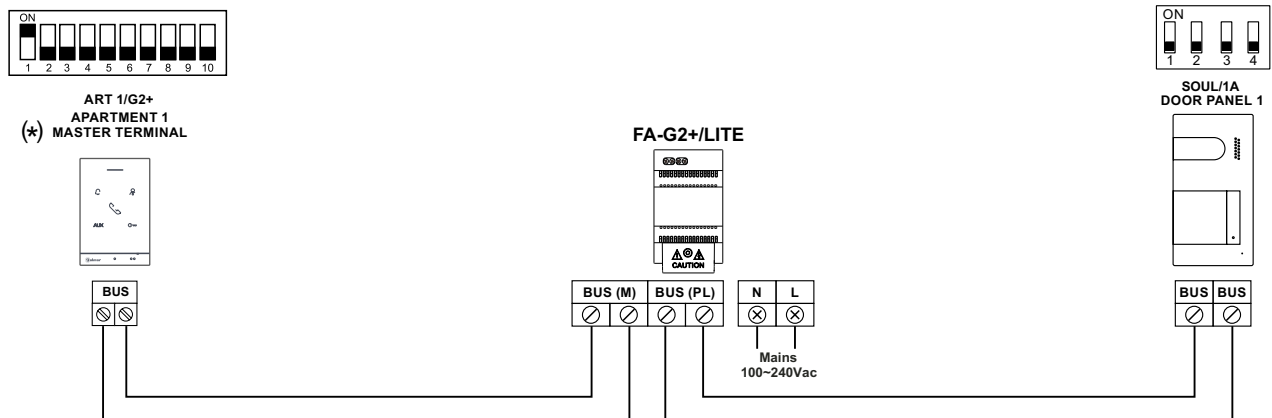 ON
1 2 3 4 5 6 7 8 9 10
ART 1/G2+
APARTMENT 1
(*) MASTER TERMINAL
AUX
BUS
FA-G2+/LITE
CAUTION
BUS (M) BUS (PL) N L
Mains
100~240Vac
ON
1 2 3 4
SOUL/1A
DOOR PANEL 1
BUS BUS